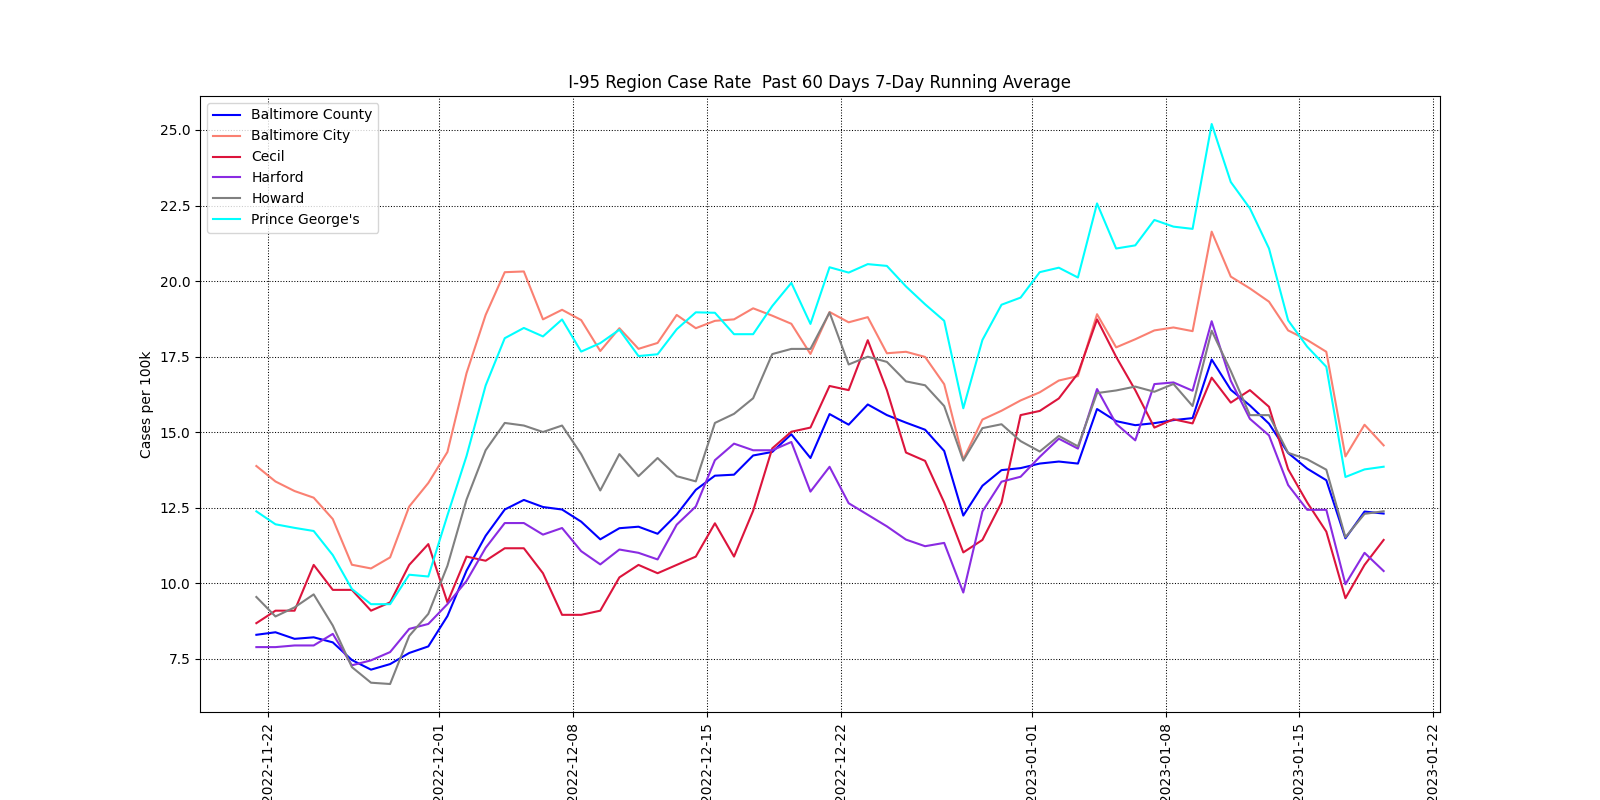 I-95 Region Case Rate  Past 60 Days 7-Day Running Average
Baltimore County
Baltimore City
Cecil
Harford
Howard
Prince George's
Cases per 100k
25.0
22.5
20.0
17.5
15.0
12.5
10.0
7.5
2022-11-22
2022-12-01
2022-12-08
2022-12-15
2022-12-22
2023-01-01
2023-01-08
2023-01-15
2023-01-22